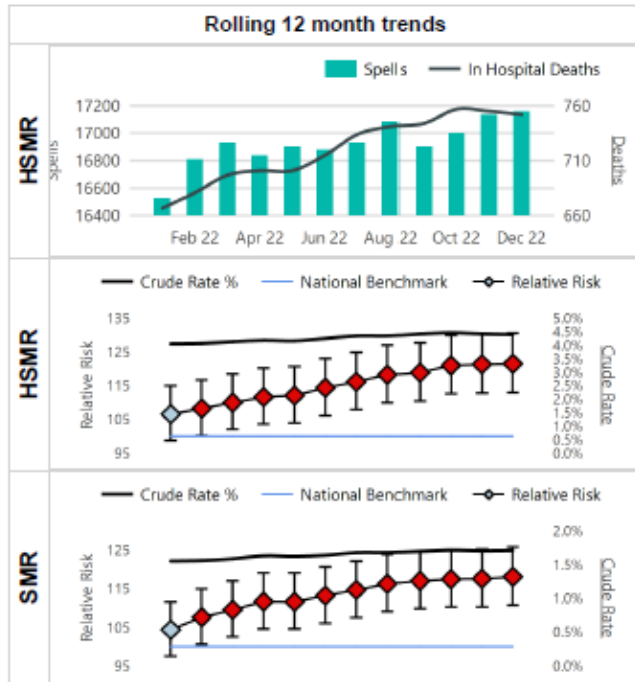 Rolling 12 month trends
HSMR
Spells In Hospital Deaths
Spells
17200
17000
16800
16600
16400
760
710
660
Deaths
Feb 22 Apr 22 Jun 22 Aug 22 Oct 22 Dec 22
HSMR
Crude Rate % National Benchmark Relative Risk
Relative Risk
135
125
115
105
95
5.0%
4.5%
4.0%
3.5%
3.0%
2.5%
2.0%
1.5%
1.0%
0.5%
0.0%
Crude Rate
SMR
Crude Rate % National Benchmark Relative Risk
Relative Risk
125
115
105
95
2.0%
1.5%
1.0%
0.5%
0.0%
Crude Rate